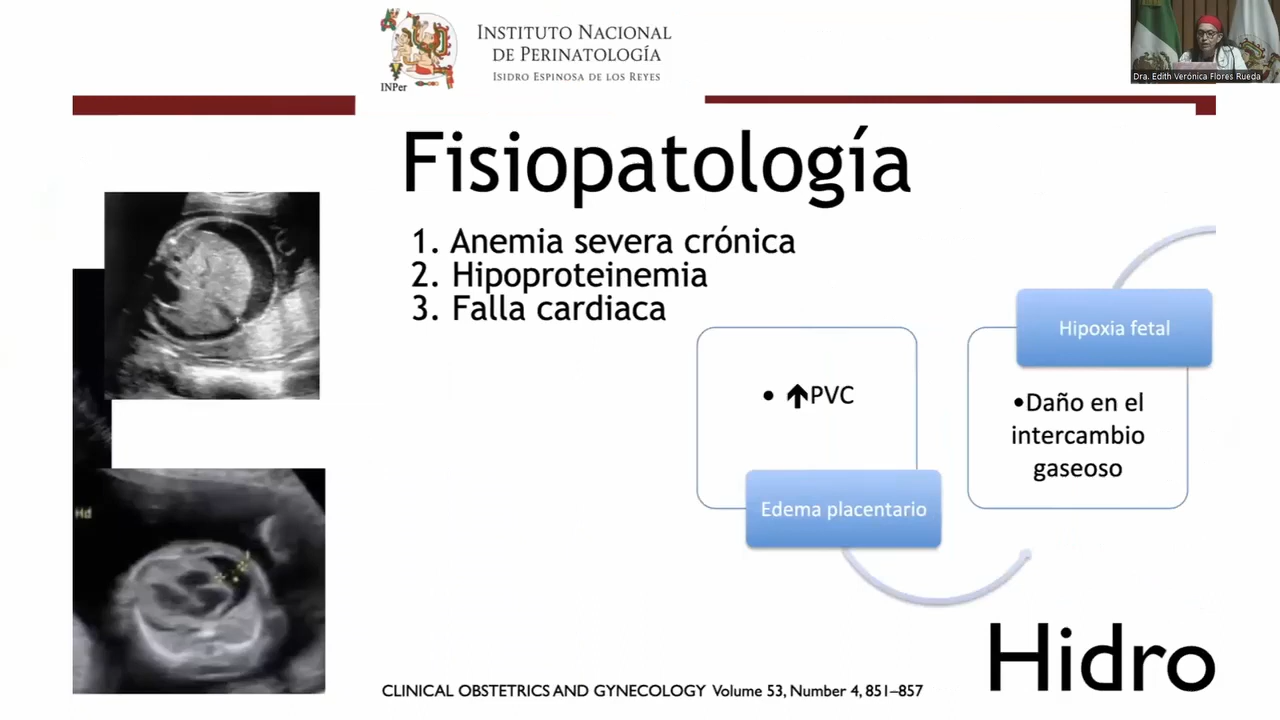 INSTITUTO NACIONAL
DE PERINATOLOGÍA
ISIDRO ESPINOSA DE LOS REYES
INPer
Dra. Edith Verónica Flores Rueda
Fisiopatología
1. Anemia severa crónica
2. Hipoproteinemia
3. Falla cardiaca
• ↑PVC
Edema placentario
Hipoxia fetal
•Daño en el
intercambio
gaseoso
Hd
Hidro
CLINICAL OBSTETRICS AND GYNECOLOGY Volume 53, Number 4, 851–857